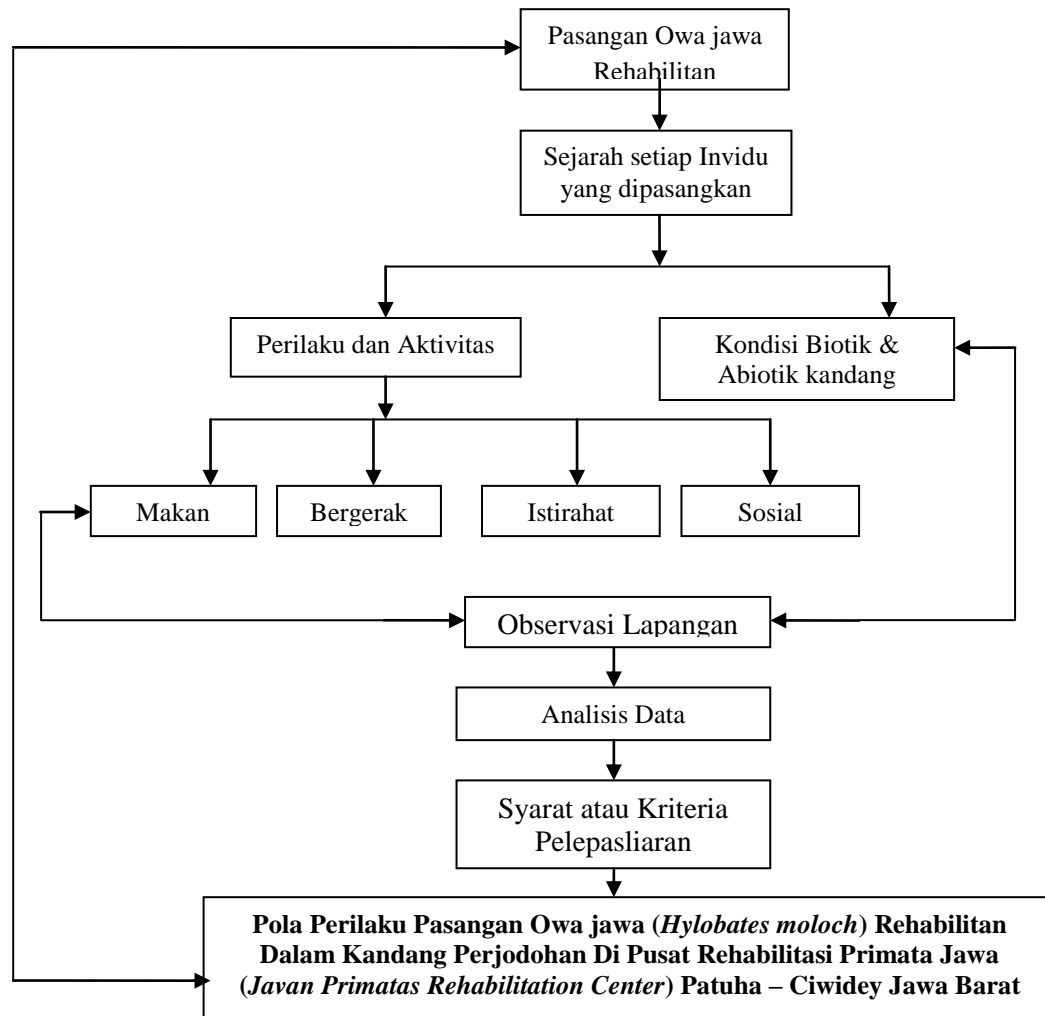 Pasangan Owa jawa
Rehabilitan
Sejarah setiap Invidu
yang dipasangkan
Perilaku dan Aktivitas
Kondisi Biotik &
Abiotik kandang
Makan
Bergerak
Istirahat
Sosial
Observasi Lapangan
Analisis Data
Syarat atau Kriteria
Pelepasliaran
Pola Perilaku Pasangan Owa jawa (Hylobates moloch) Rehabilitan
Dalam Kandang Perjodohan Di Pusat Rehabilitasi Primata Jawa
(Javan Primatas Rehabilitation Center) Patuha – Ciwidey Jawa Barat